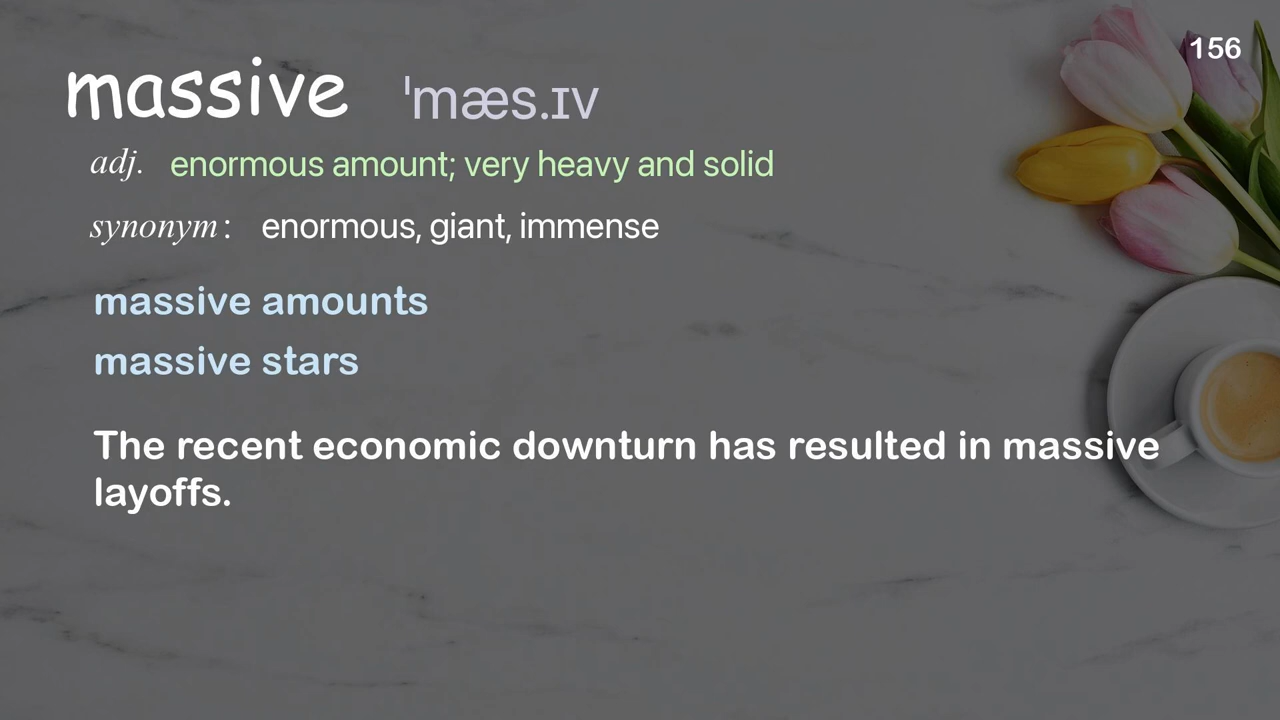 156
massive ˈmæs.ɪv
adj. enormous amount; very heavy and solid
synonym: enormous, giant, immense
massive amounts
massive stars
The recent economic downturn has resulted in massive
layoffs.